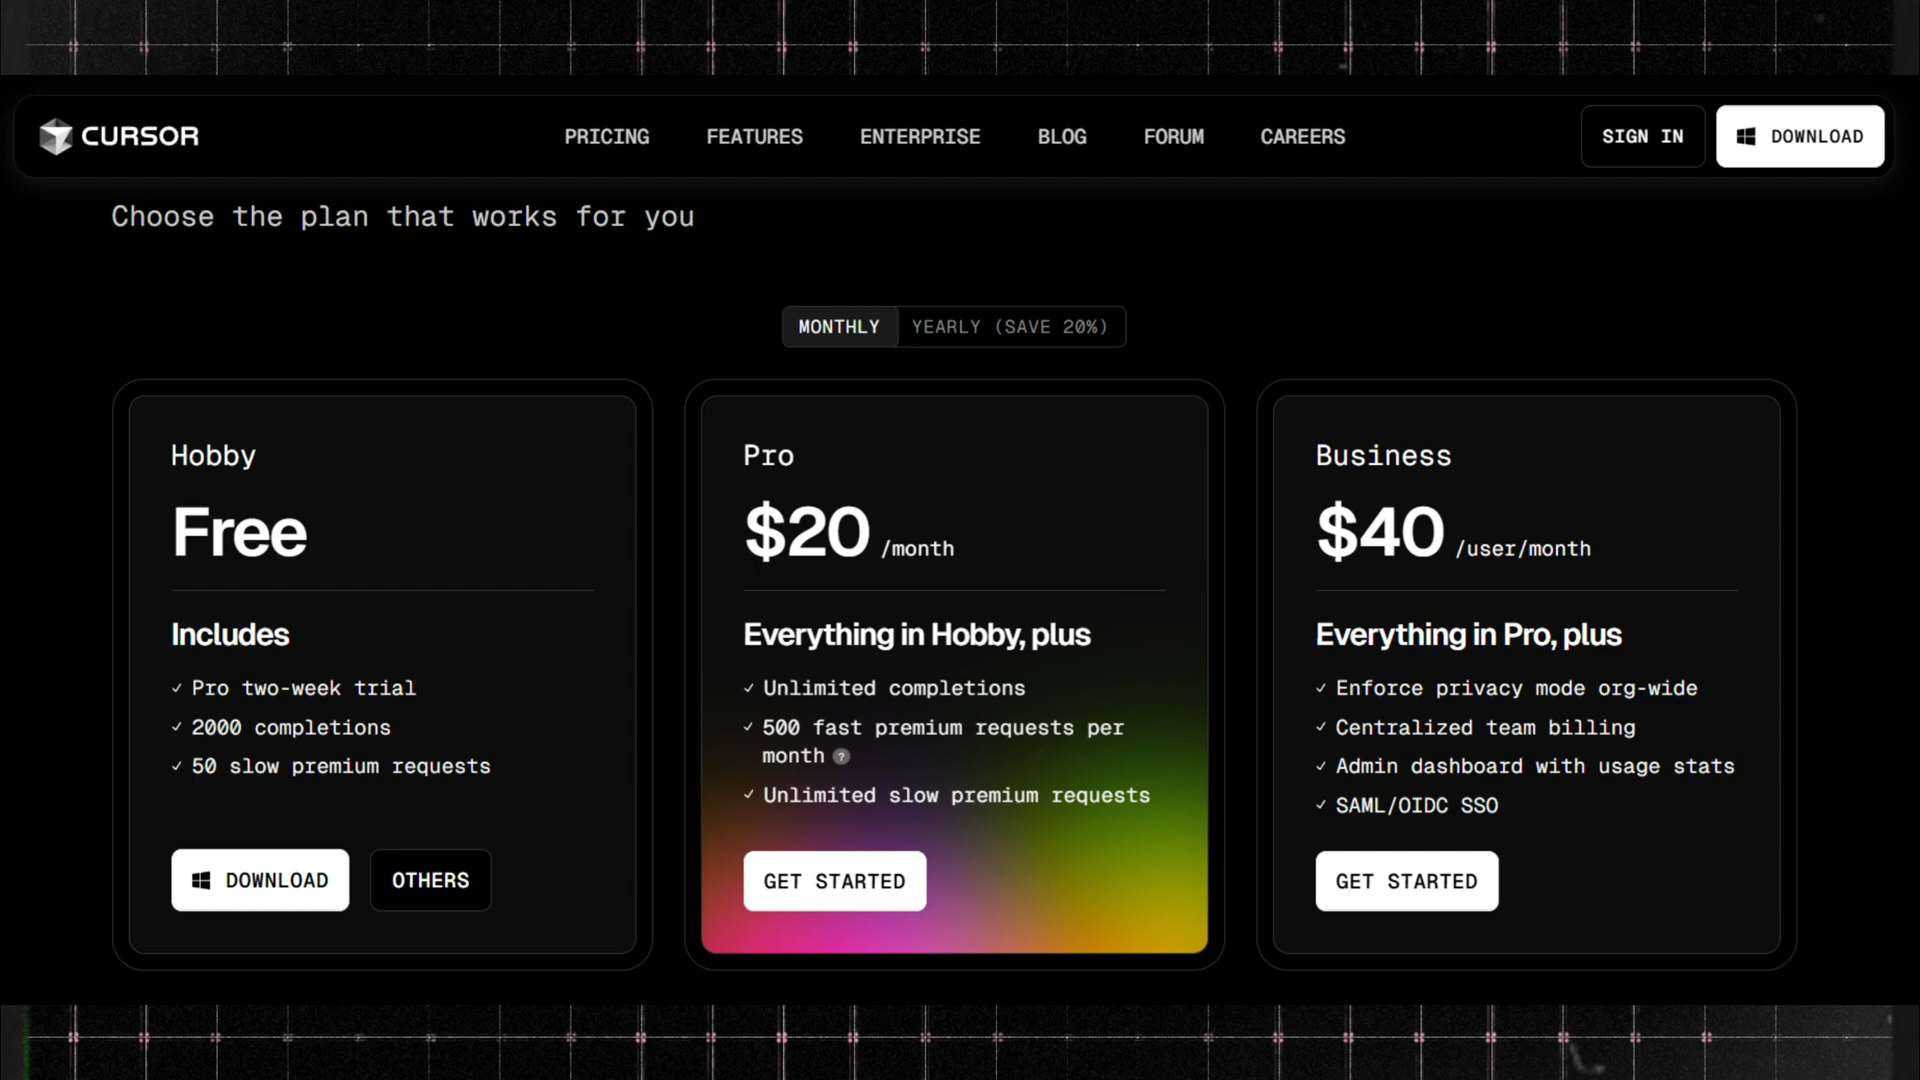 CURSOR
PRICING FEATURES ENTERPRISE BLOG FORUM CAREERS
SIGN IN DOWNLOAD
Choose the plan that works for you
MONTHLY YEARLY (SAVE 20%)
Hobby
Free
Includes
✓ Pro two-week trial
✓ 2000 completions
✓ 50 slow premium requests
DOWNLOAD OTHERS
Pro
$20 /month
Everything in Hobby, plus
✓ Unlimited completions
✓ 500 fast premium requests per
month ?
✓ Unlimited slow premium requests
GET STARTED
Business
$40 /user/month
Everything in Pro, plus
✓ Enforce privacy mode org-wide
✓ Centralized team billing
✓ Admin dashboard with usage stats
✓ SAML/OIDC SSO
GET STARTED